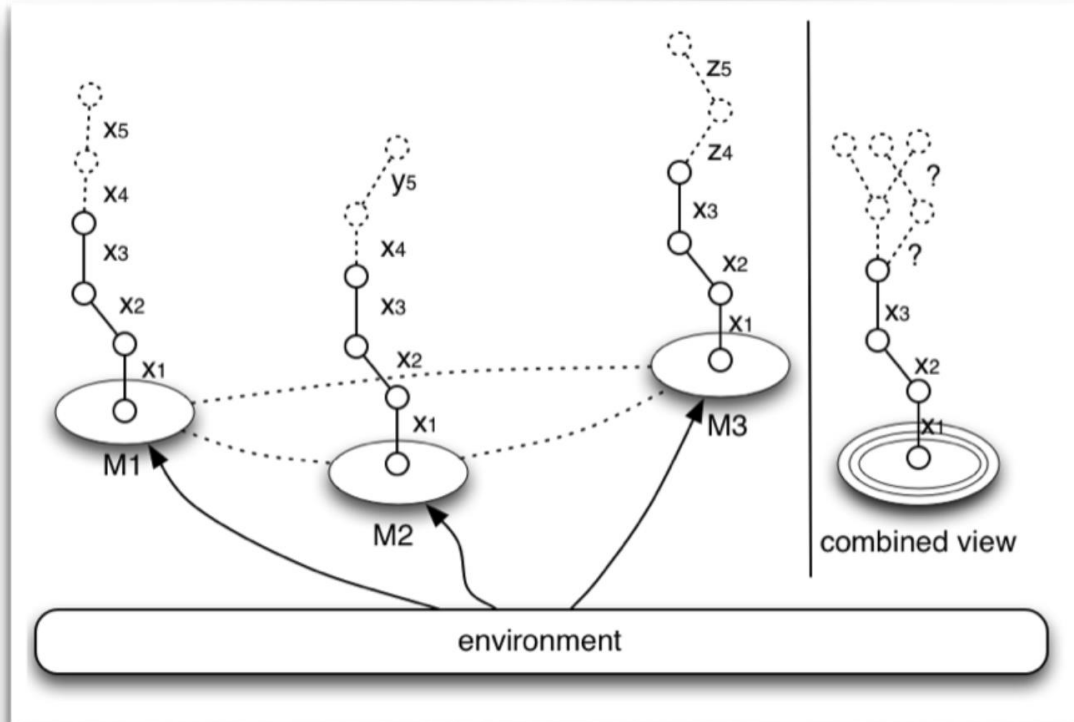 x5
x4
x3
x2
x1
M1
y5
x4
x3
x2
x1
M2
z5
z4
x3
x2
x1
M3
?
?
x3
x2
x1
combined view
environment